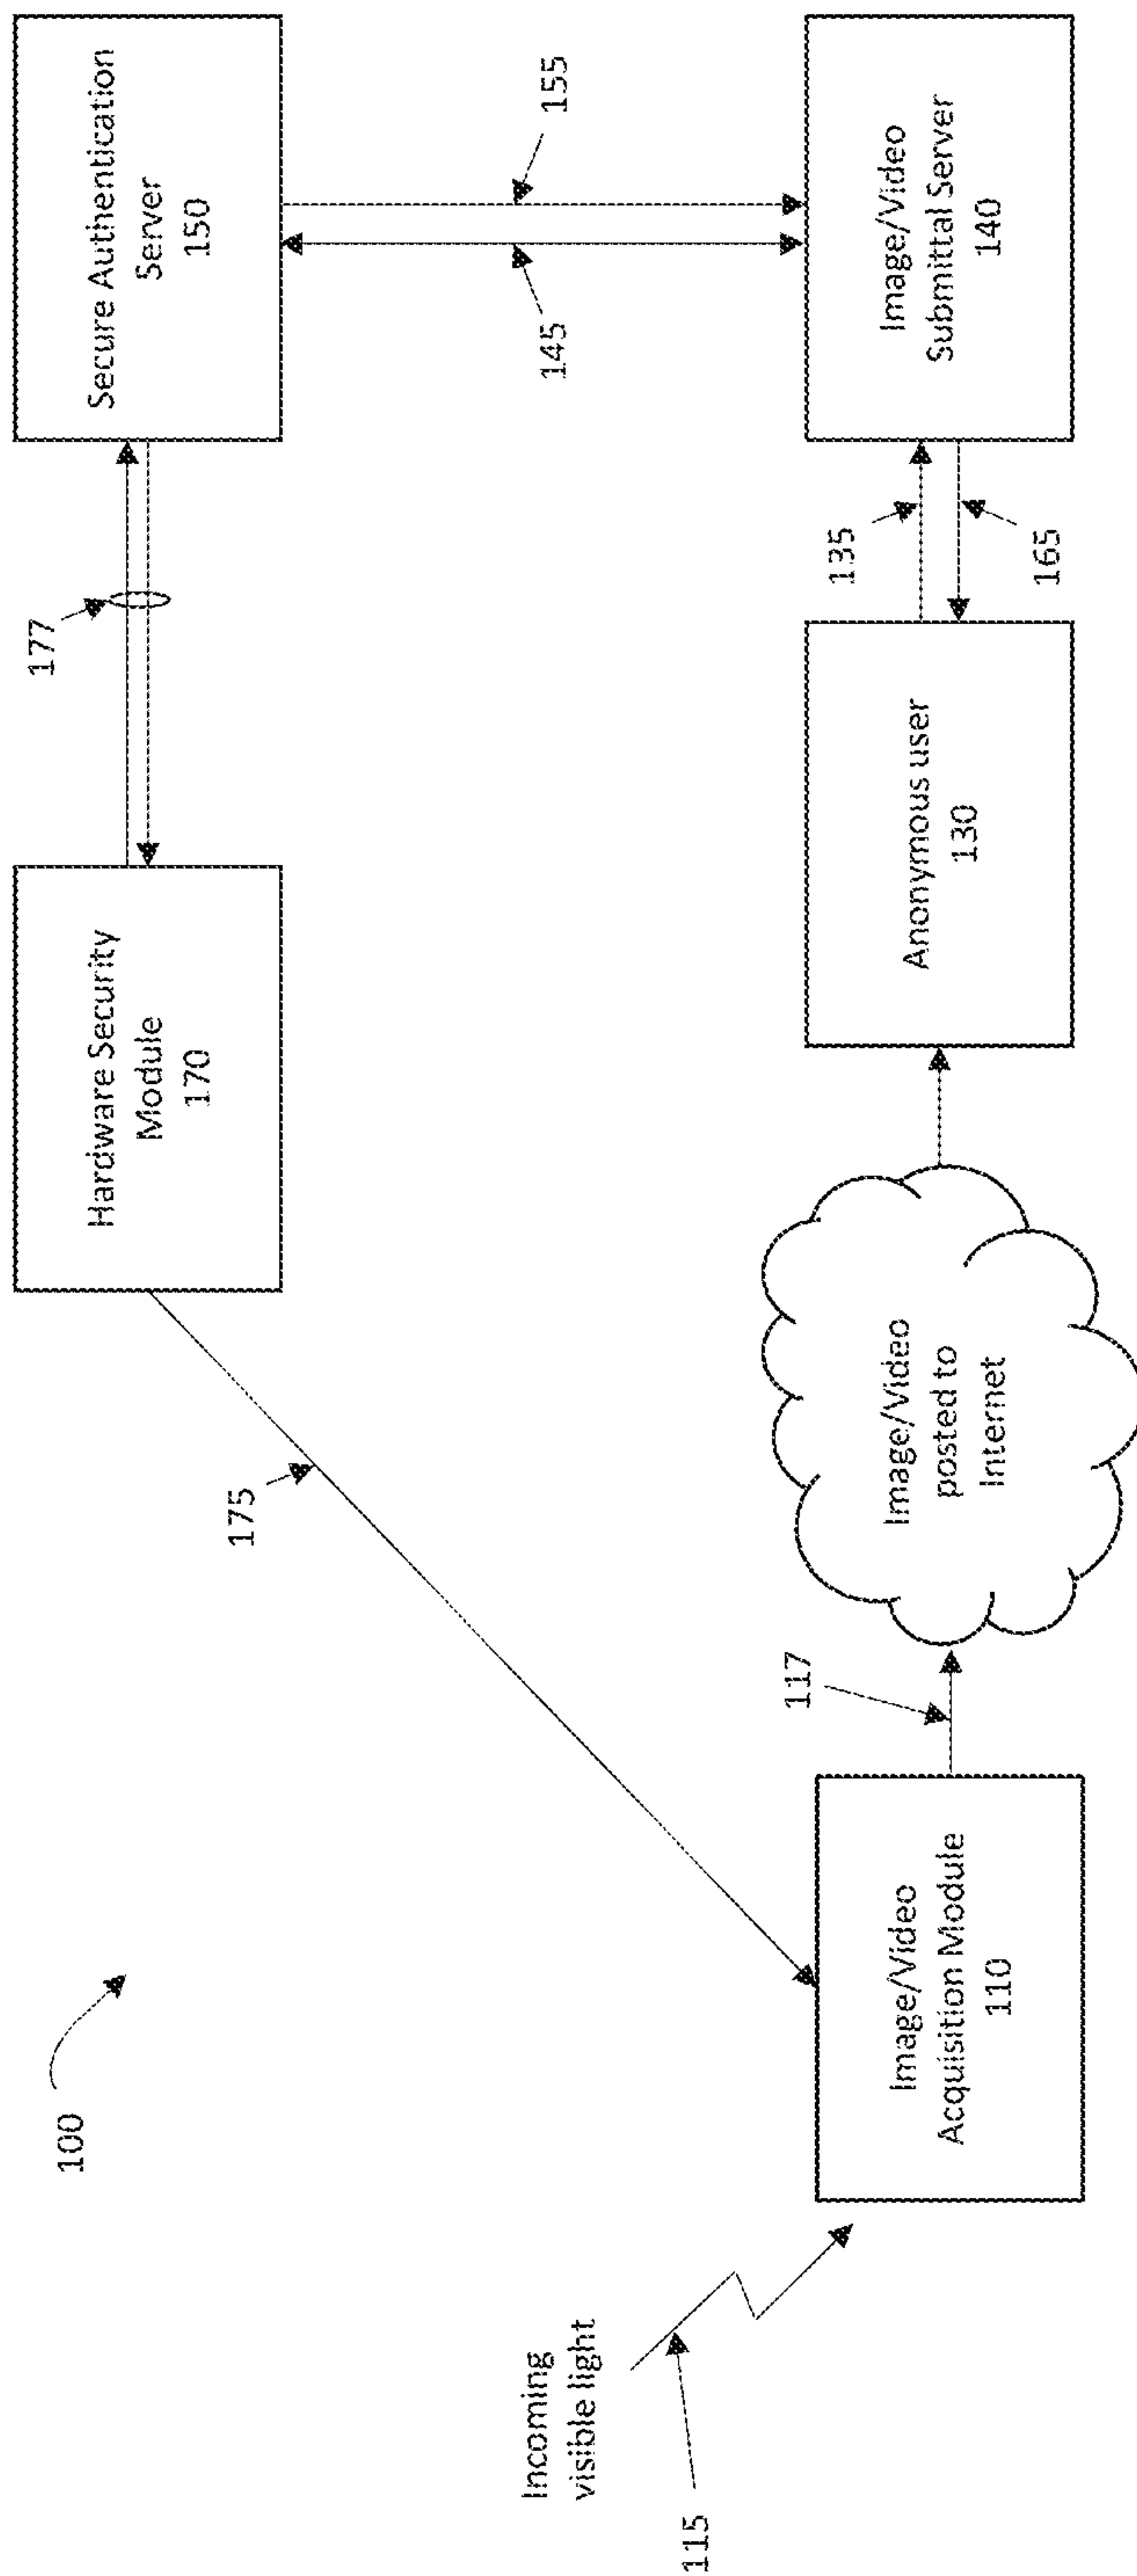 100
Hardware Security
Module
170
177
Secure Authentication
Server
150
175
145
155
Incoming
visible light
115
Image/Video
Acquisition Module
110
117
Image/Video
posted to
Internet
Anonymous user
130
135
165
Image/Video
Submittal Server
140